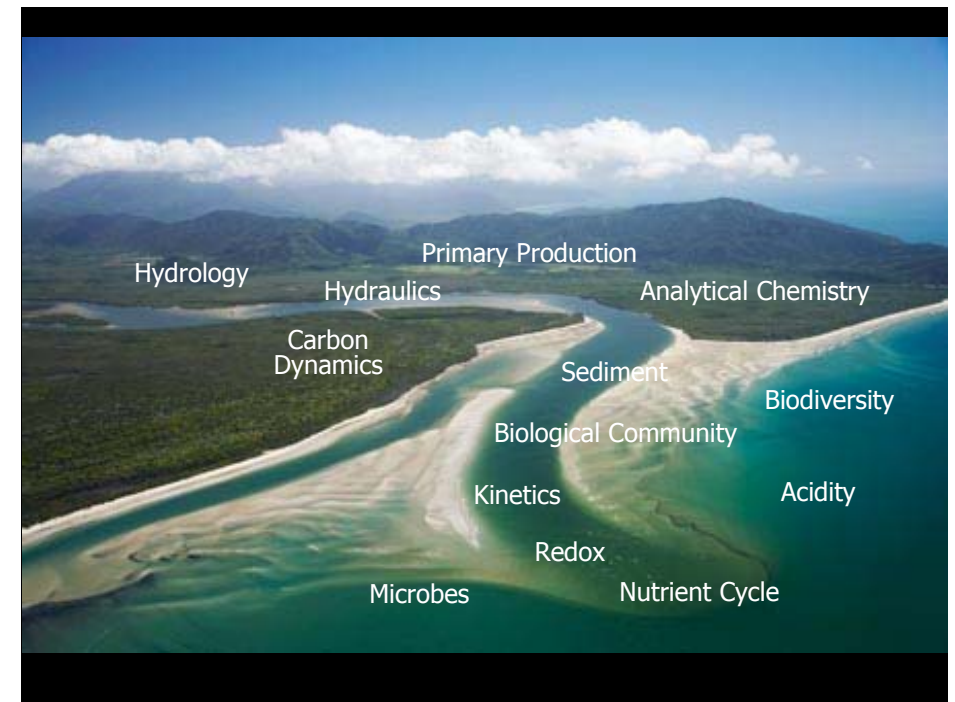 Primary Production
Hydrology
Hydraulics
Analytical Chemistry
Carbon
Dynamics
Sediment
Biodiversity
Biological Community
Kinetics
Acidity
Redox
Microbes
Nutrient Cycle